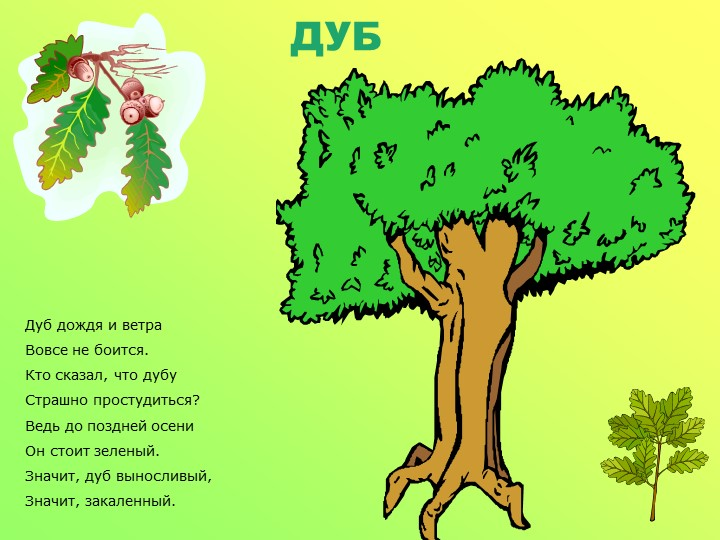 ДУБ
Дуб дождя и ветра
Вовсе не боится.
Кто сказал, что дубу
Страшно простудиться?
Ведь до поздней осени
Он стоит зеленый.
Значит, дуб выносливый,
Значит, закаленный.